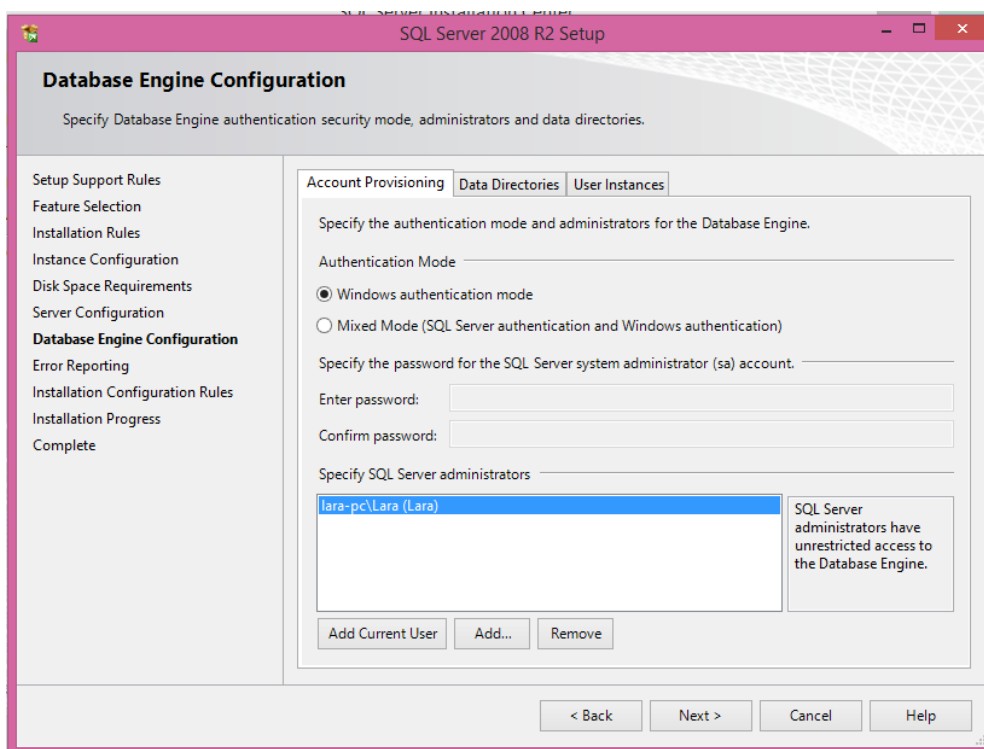 SQL Server Installation Center
SQL Server 2008 R2 Setup
Database Engine Configuration
Specify Database Engine authentication security mode, administrators and data directories.
Setup Support Rules
Feature Selection
Installation Rules
Instance Configuration
Disk Space Requirements
Server Configuration
Database Engine Configuration
Error Reporting
Installation Configuration Rules
Installation Progress
Complete
Account Provisioning
Data Directories
User Instances
Specify the authentication mode and administrators for the Database Engine.
Authentication Mode
Windows authentication mode
Mixed Mode (SQL Server authentication and Windows authentication)
Specify the password for the SQL Server system administrator (sa) account.
Enter password:
Confirm password:
Specify SQL Server administrators
lara-pc\Lara (Lara)
SQL Server
administrators have
unrestricted access to
the Database Engine.
Add Current User
Add...
Remove
< Back
Next >
Cancel
Help